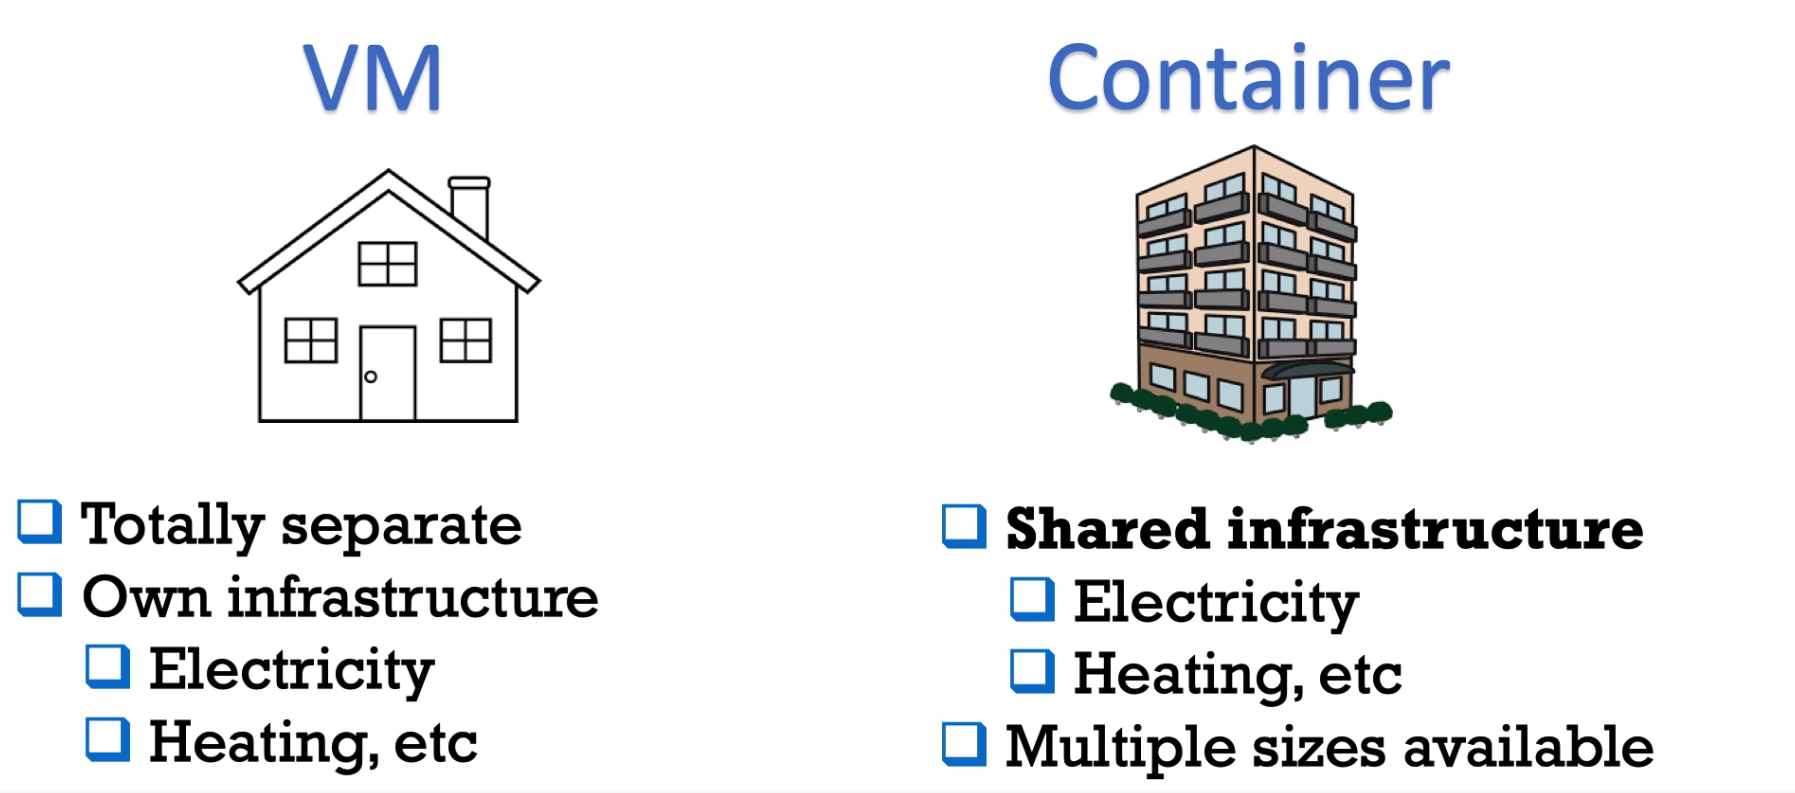 VM
Totally separate
Own infrastructure
Electricity
Heating, etc
Container
Shared infrastructure
Electricity
Heating, etc
Multiple sizes available